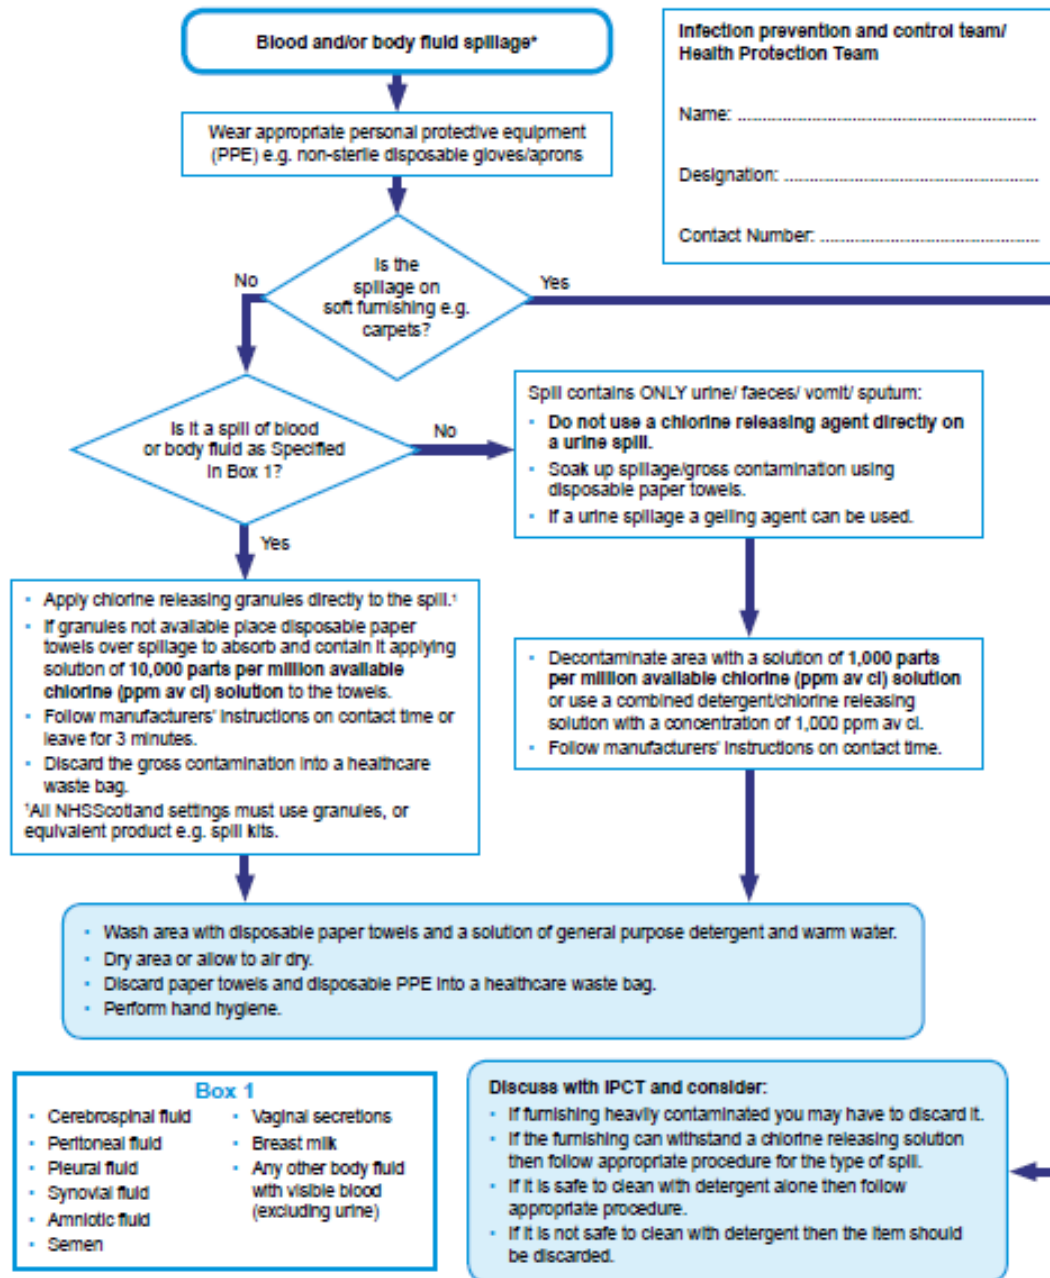 Blood and/or body fluid spillage*
Infection prevention and control team/
Health Protection Team
Name: ................................................................
Designation: ......................................................
Contact Number: ..............................................
Wear appropriate personal protective equipment
(PPE) e.g. non-sterile disposable gloves/aprons
Is the
spillage on
soft furnishing e.g.
carpets?
No
Yes
Is it a spill of blood
or body fluid as Specified
in Box 1?
No
Yes
Spill contains ONLY urine/ faeces/ vomit/ sputum:
• Do not use a chlorine releasing agent directly on
a urine spill.
• Soak up spillage/gross contamination using
disposable paper towels.
• If a urine spillage a gelling agent can be used.
• Apply chlorine releasing granules directly to the spill.¹
• If granules not available place disposable paper
towels over spillage to absorb and contain it applying
solution of 10,000 parts per million available
chlorine (ppm av cl) solution to the towels.
• Follow manufacturers' instructions on contact time or
leave for 3 minutes.
• Discard the gross contamination into a healthcare
waste bag.
¹All NHSScotland settings must use granules, or
equivalent product e.g. spill kits.
• Decontaminate area with a solution of 1,000 parts
per million available chlorine (ppm av cl) solution
or use a combined detergent/chlorine releasing
solution with a concentration of 1,000 ppm av cl.
• Follow manufacturers' instructions on contact time.
• Wash area with disposable paper towels and a solution of general purpose detergent and warm water.
• Dry area or allow to air dry.
• Discard paper towels and disposable PPE into a healthcare waste bag.
• Perform hand hygiene.
Box 1
• Cerebrospinal fluid
• Peritoneal fluid
• Pleural fluid
• Synovial fluid
• Amniotic fluid
• Semen
• Vaginal secretions
• Breast milk
• Any other body fluid
with visible blood
(excluding urine)
Discuss with IPCT and consider:
• If furnishing heavily contaminated you may have to discard it.
• If the furnishing can withstand a chlorine releasing solution
then follow appropriate procedure for the type of spill.
• If it is safe to clean with detergent alone then follow
appropriate procedure.
• If it is not safe to clean with detergent then the item should
be discarded.